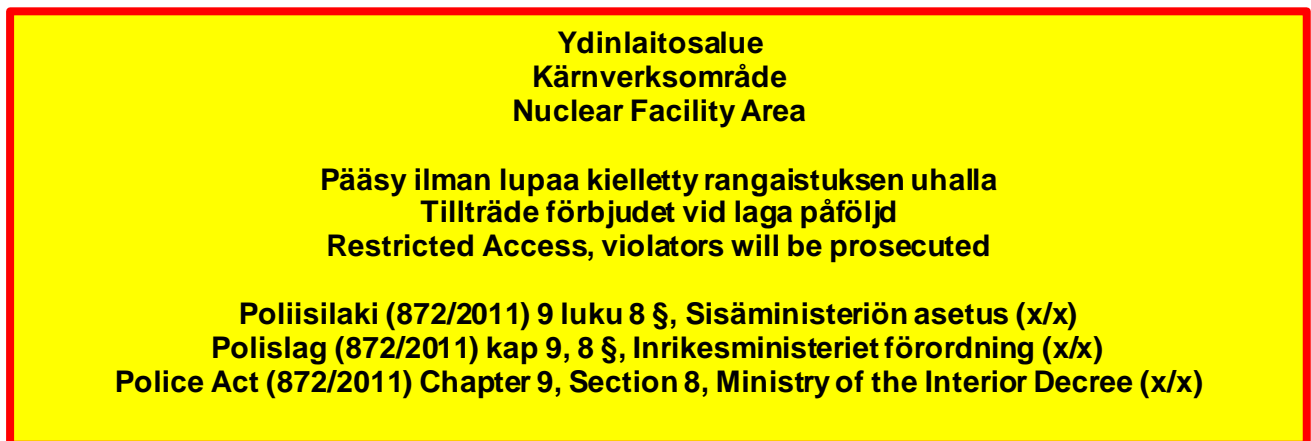 Ydinlaitosalue
Kärnverksområde
Nuclear Facility Area
Pääsy ilman lupaa kielletty rangaistuksen uhalla
Tillträde förbjudet vid laga påföljd
Restricted Access, violators will be prosecuted
Poliisilaki (872/2011) 9 luku 8 §, Sisäministeriön asetus (x/x)
Polislag (872/2011) kap 9, 8 §, Inrikesministeriet förordning (x/x)
Police Act (872/2011) Chapter 9, Section 8, Ministry of the Interior Decree (x/x)